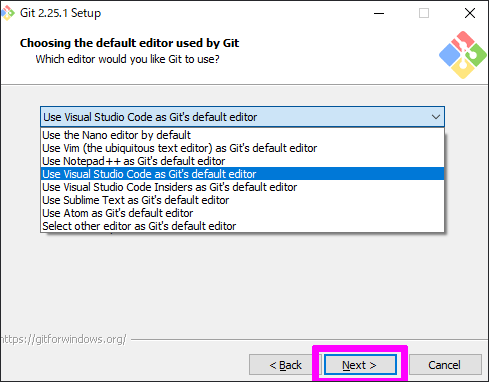 Git 2.25.1 Setup
Choosing the default editor used by Git
Which editor would you like Git to use?
Use Visual Studio Code as Git's default editor
Use the Nano editor by default
Use Vim (the ubiquitous text editor) as Git's default editor
Use Notepad++ as Git's default editor
Use Visual Studio Code as Git's default editor
Use Visual Studio Code Insiders as Git's default editor
Use Sublime Text as Git's default editor
Use Atom as Git's default editor
Select other editor as Git's default editor
https://gitforwindows.org/
< Back
Next >
Cancel